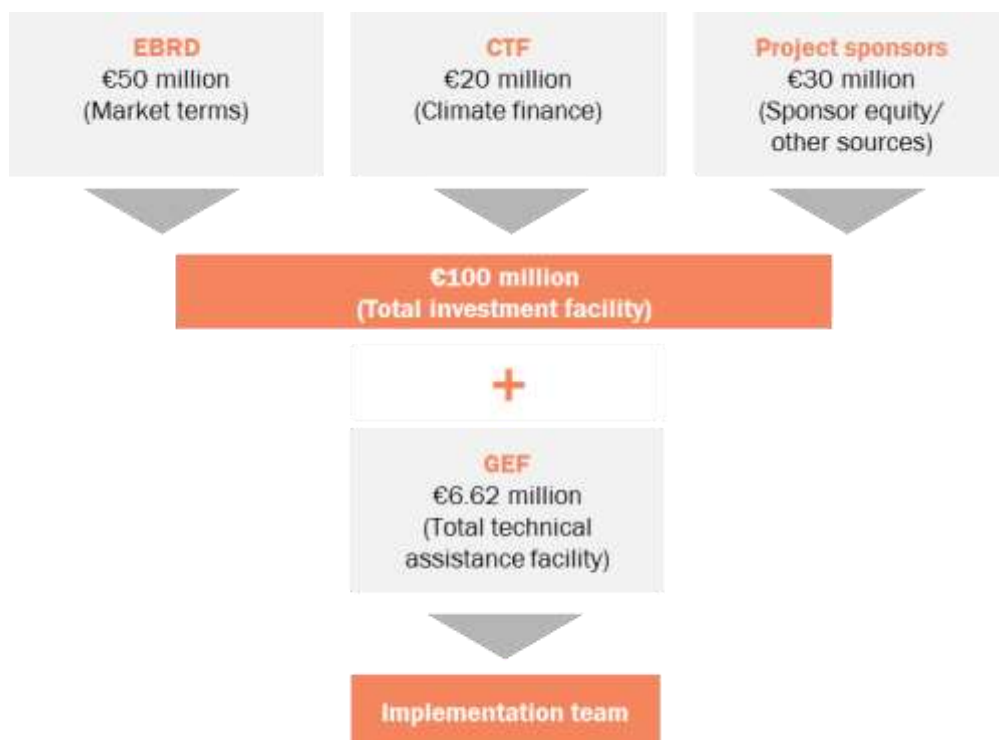 EBRD
€50 million
(Market terms)
CTF
€20 million
(Climate finance)
Project sponsors
€30 million
(Sponsor equity/
other sources)
€100 million
(Total investment facility)
+
GEF
€6.62 million
(Total technical
assistance facility)
Implementation team